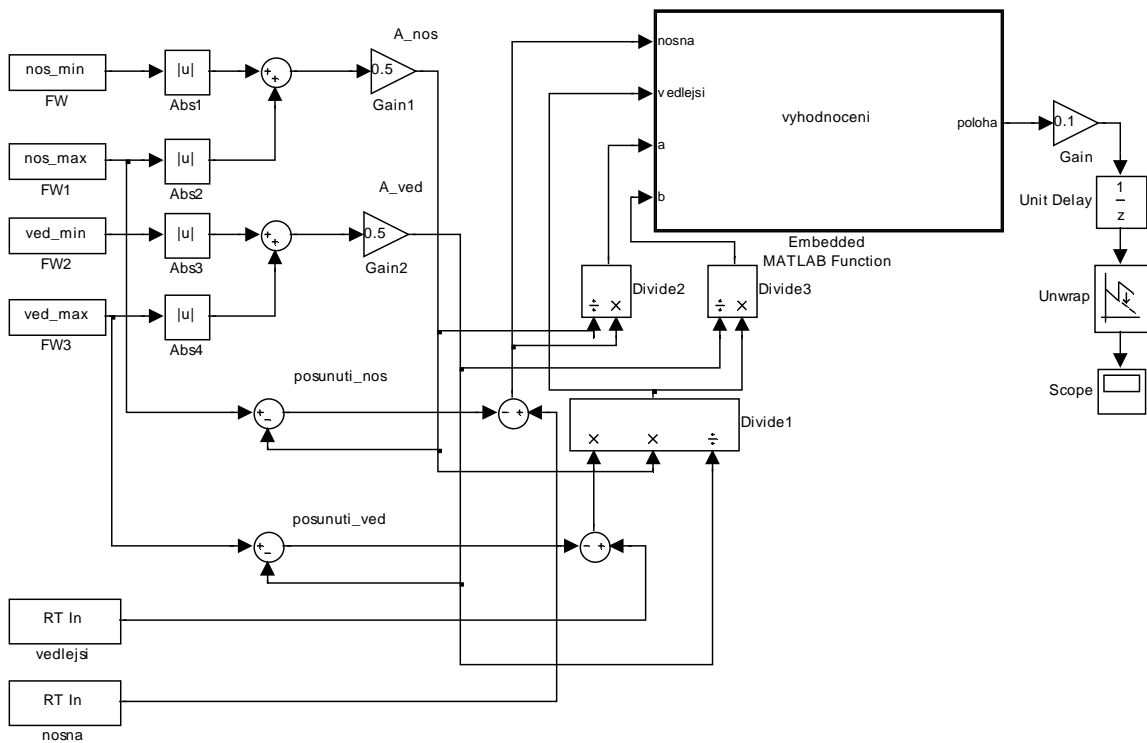 A_nos
nos_min
|u|
+
+
0.5
FW
Abs1
Gain1
nosna
vedlejsi
vyhodnoceni
poloha
0.1
Gain
a
b
nos_max
|u|
FW1
Abs2
A_ved
ved_min
|u|
+
+
0.5
FW2
Abs3
Gain2
Unit Delay
1
z
Embedded
MATLAB Function
÷
×
Divide2
÷
×
Divide3
Unwrap
ved_max
|u|
FW3
Abs4
posunuti_nos
+
-
-
+
Scope
×
×
÷
Divide1
posunuti_ved
+
-
-
+
RT In
vedlejsi
RT In
nosna